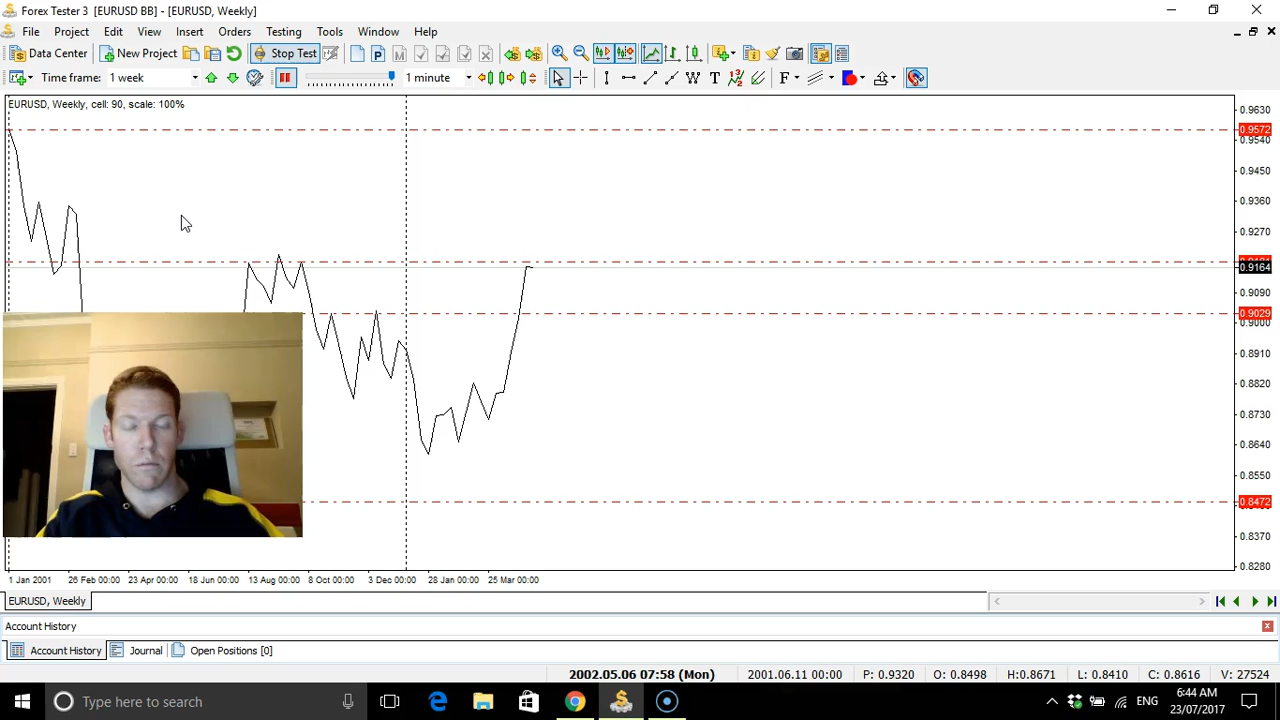 Forex Tester 3 [EURUSD BB] - [EURUSD, Weekly]
File Project Edit View Insert Orders Testing Tools Window Help
Data Center New Project Stop Test
Time frame: 1 week 1 minute
EURUSD, Weekly, cell: 90, scale: 100%
0.9630
0.9572
0.9540
0.9450
0.9360
0.9270
0.9164
0.9090
0.9029
0.9000
0.8910
0.8820
0.8730
0.8640
0.8550
0.8472
0.8370
0.8280
1 Jan 2001 26 Feb 00:00 23 Apr 00:00 18 Jun 00:00 13 Aug 00:00 8 Oct 00:00 3 Dec 00:00 28 Jan 00:00 25 Mar 00:00
EURUSD, Weekly
Account History
Account History Journal Open Positions [0]
2002.05.06 07:58 (Mon) 2001.06.11 00:00 P: 0.9320 O: 0.8498 H:0.8671 L: 0.8410 C: 0.8616 V: 27524
Type here to search
ENG
6:44 AM
23/07/2017